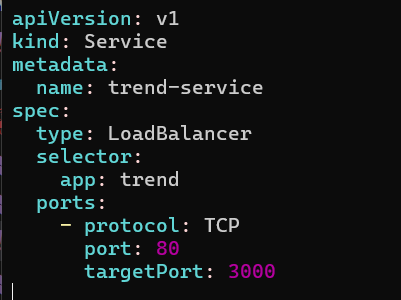 apiVersion: v1
kind: Service
metadata:
  name: trend-service
spec:
  type: LoadBalancer
  selector:
    app: trend
  ports:
    - protocol: TCP
      port: 80
      targetPort: 3000